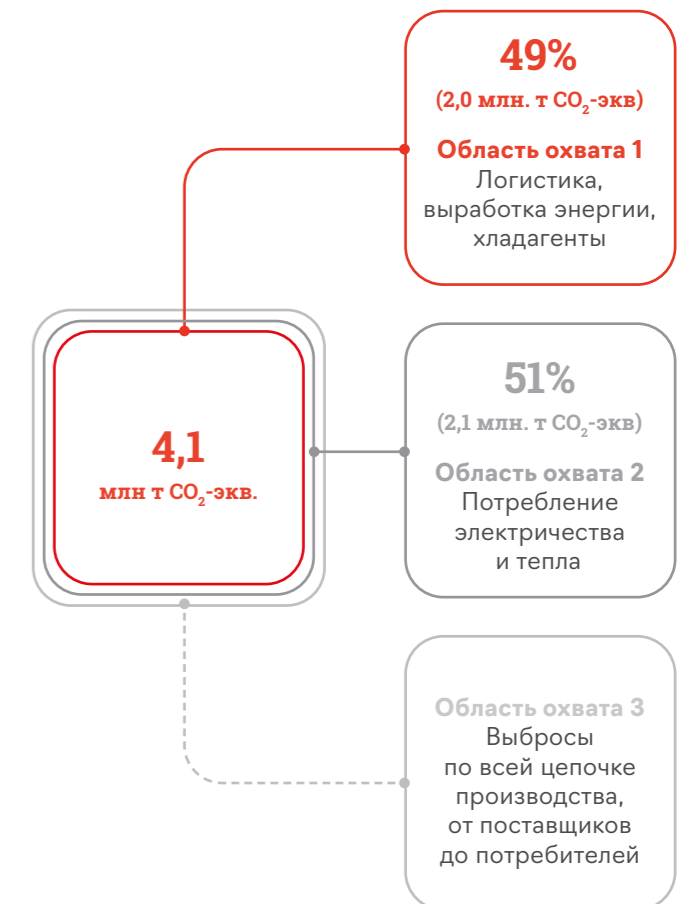 49%
(2,0 млн. т CO₂-экв)
Область охвата 1
Логистика,
выработка энергии,
хладагенты
4,1
млн т CO₂-экв.
51%
(2,1 млн. т CO₂-экв)
Область охвата 2
Потребление
электричества
и тепла
Область охвата 3
Выбросы
по всей цепочке
производства,
от поставщиков
до потребителей